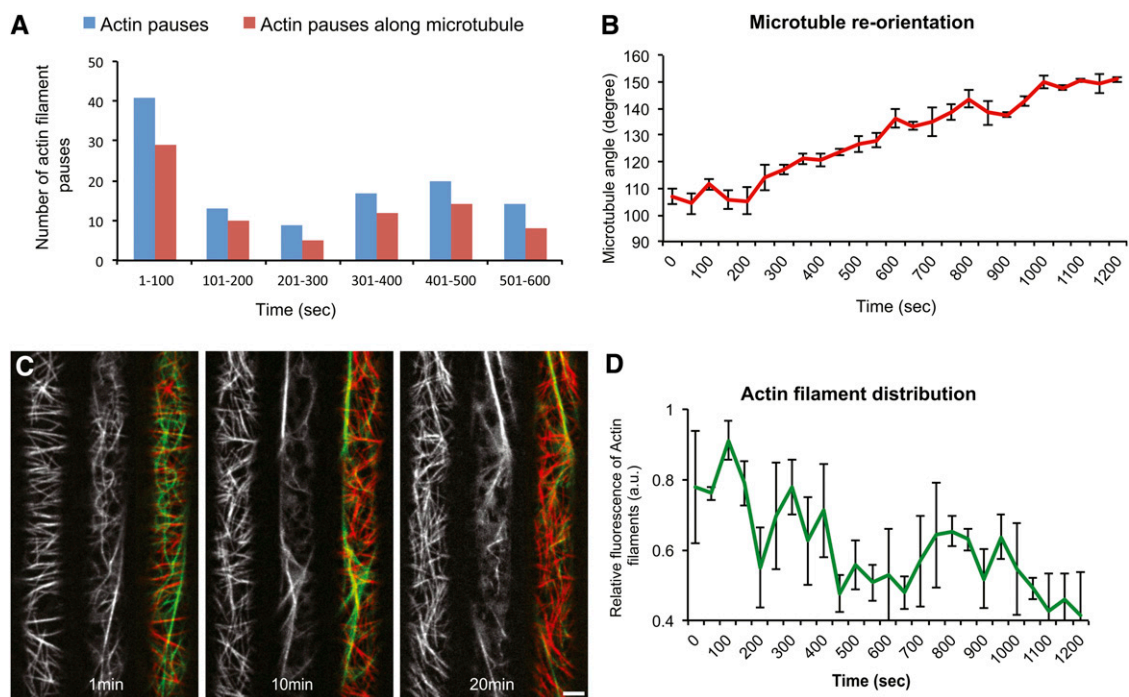 A
Actin pauses
Actin pauses along microtubule
Number of actin filament
pauses
50
40
30
20
10
0
1-100
101-200
201-300
301-400
401-500
501-600
Time (sec)
B
Microtuble re-orientation
Microtubule angle (degree)
160
150
140
130
120
110
100
90
0
100
200
300
400
500
600
700
800
900
1000
1100
1200
Time (sec)
C
1min
10min
20min
D
Actin filament distribution
Relative fluorescence of Actin
filaments (a.u.)
1
0.8
0.6
0.4
0
100
200
300
400
500
600
700
800
900
1000
1100
1200
Time (sec)